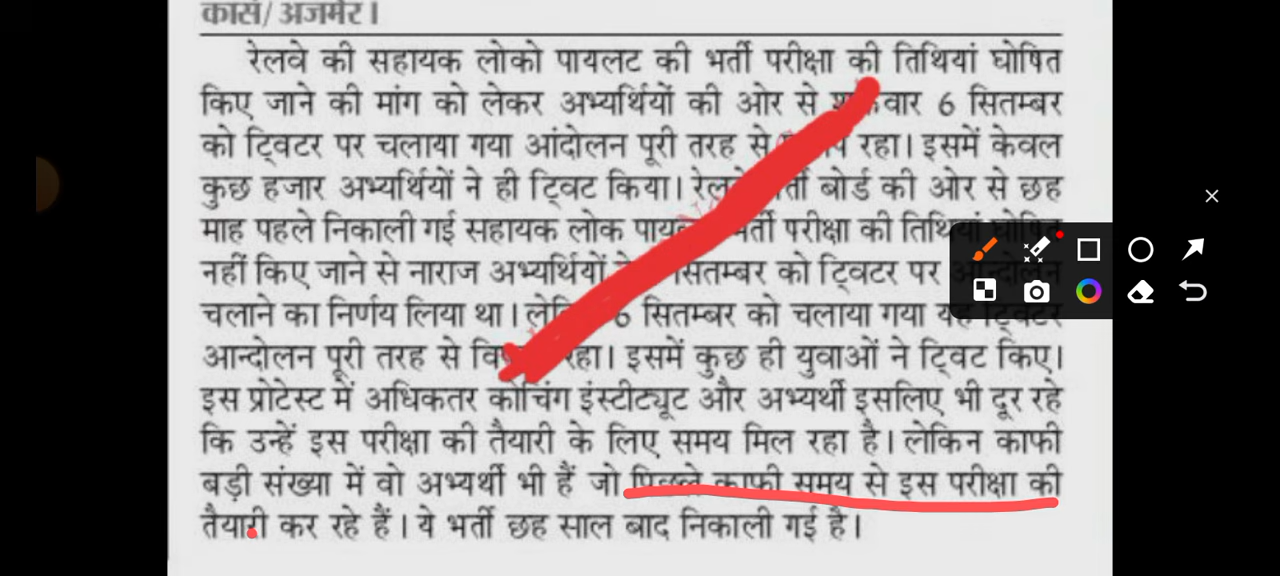 कासं/ अजमेर।
रेलवे की सहायक लोको पायलट की भर्ती परीक्षा की तिथियां घोषित
किए जाने की मांग को लेकर अभ्यर्थियों की ओर से वार 6 सितम्बर
को ट्विटर पर चलाया गया आंदोलन पूरी तरह से रहा। इसमें केवल
कुछ हजार अभ्यर्थियों ने ही ट्विट किया। बोर्ड की ओर से छह
माह पहले निकाली गई सहायक लोक परीक्षा की तिथियां घोषित
नहीं किए जाने से नाराज अभ्यर्थियों सितम्बर को ट्विटर पर आन्दोलन
चलाने का निर्णय लिया था। 6 सितम्बर को चलाया गया यह ट्विटर
आन्दोलन पूरी तरह से रहा। इसमें कुछ ही युवाओं ने ट्विट किए।
इस प्रोटेस्ट में अधिकतर कोचिंग इंस्टीट्यूट और अभ्यर्थी इसलिए भी दूर रहे
कि उन्हें इस परीक्षा की तैयारी के लिए समय मिल रहा है। लेकिन काफी
बड़ी संख्या में वो अभ्यर्थी भी हैं जो पिछले काफी समय से इस परीक्षा की
तैयारी कर रहे हैं। ये भर्ती छह साल बाद निकाली गई है।